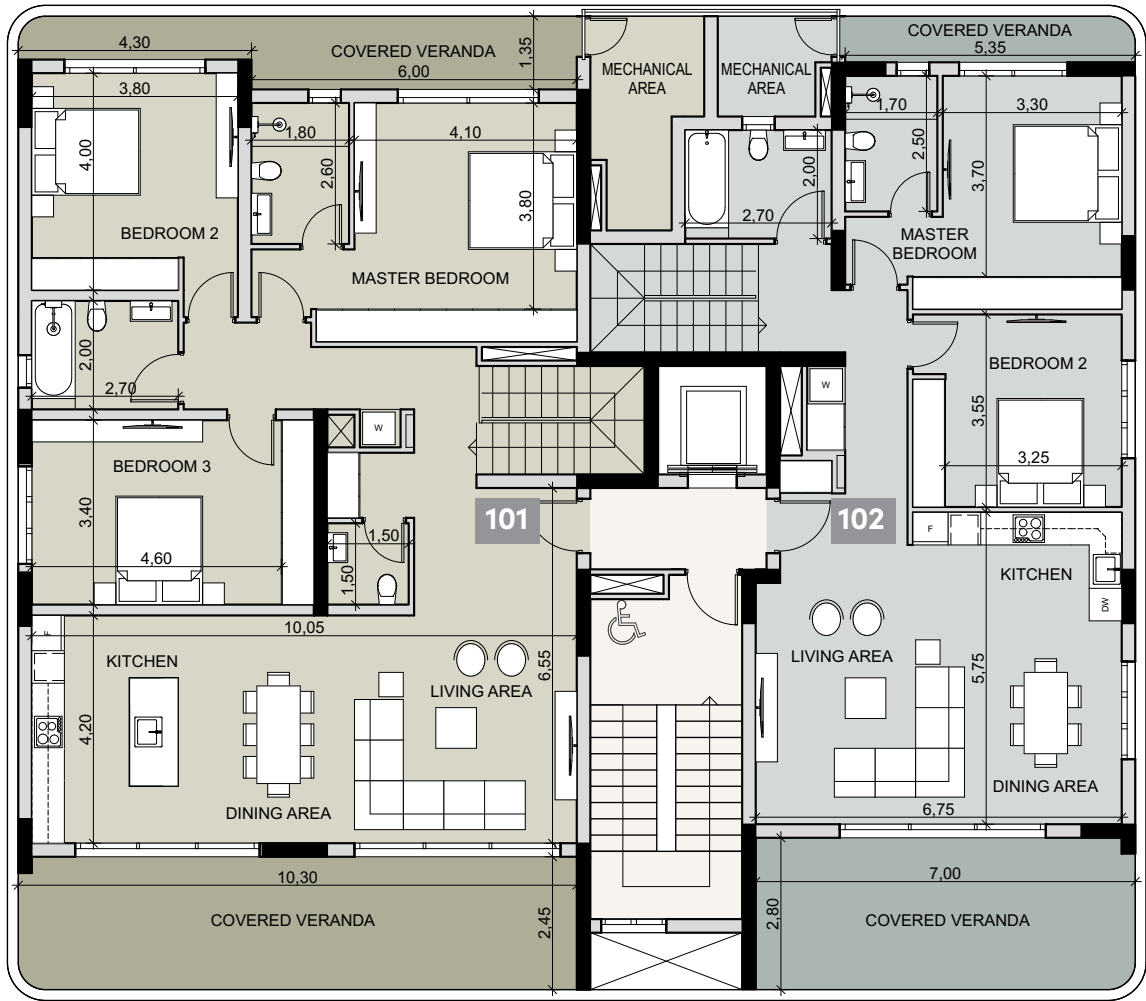 COVERED VERANDA
5,35
4,30
COVERED VERANDA
6,00
1,35
MECHANICAL
AREA
MECHANICAL
AREA
3,80
4,00
1,80
2,60
4,10
3,80
2,00
2,70
1,70
2,50
3,30
3,70
BEDROOM 2
MASTER BEDROOM
MASTER
BEDROOM
2,00
2,70
BEDROOM 2
3,55
3,25
W
W
BEDROOM 3
3,40
4,60
1,50
1,50
101
102
F
KITCHEN
DW
10,05
F
KITCHEN
4,20
LIVING AREA
6,55
DINING AREA
LIVING AREA
5,75
DINING AREA
6,75
10,30
COVERED VERANDA
2,45
7,00
COVERED VERANDA
2,80